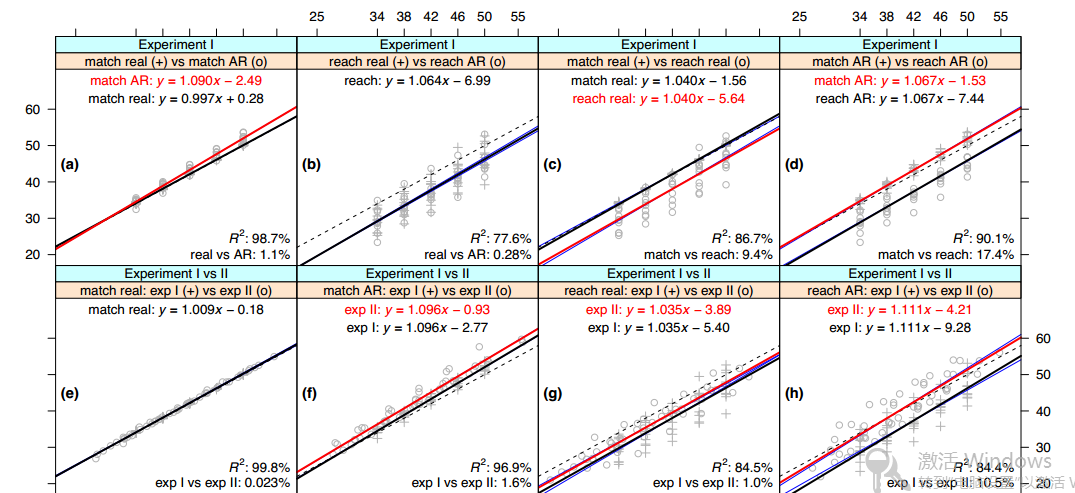 25 34 38 42 46 50 55 25 34 38 42 46 50 55
Experiment I Experiment I Experiment I Experiment I
match real (+) vs match AR (o) reach real (+) vs reach AR (o) match real (+) vs reach real (o) match AR (+) vs reach AR (o)
match AR: y = 1.090x − 2.49 reach: y = 1.064x − 6.99 match real: y = 1.040x − 1.56 match AR: y = 1.067x − 1.53
match real: y = 0.997x + 0.28 reach real: y = 1.040x − 5.64 reach AR: y = 1.067x − 7.44
60
50
(a) (b) (c) (d)
40
30
R²: 98.7% R²: 77.6% R²: 86.7% R²: 90.1%
20 real vs AR: 1.1% real vs AR: 0.28% match vs reach: 9.4% match vs reach: 17.4%
Experiment I vs II Experiment I vs II Experiment I vs II Experiment I vs II
match real: exp I (+) vs exp II (o) match AR: exp I (+) vs exp II (o) reach real: exp I (+) vs exp II (o) reach AR: exp I (+) vs exp II (o)
match real: y = 1.009x − 0.18 exp II: y = 1.096x − 0.93 exp II: y = 1.035x − 3.89 exp II: y = 1.111x − 4.21
exp I: y = 1.096x − 2.77 exp I: y = 1.035x − 5.40 exp I: y = 1.111x − 9.28
60
50
(e) (f) (g) (h)
40
30
激活 Windows
R²: 99.8% R²: 96.9% R²: 84.5% R²: 84.4%
exp I vs exp II: 0.023% exp I vs exp II: 1.6% exp I vs exp II: 1.0% exp I vs exp II: 10.5% 20